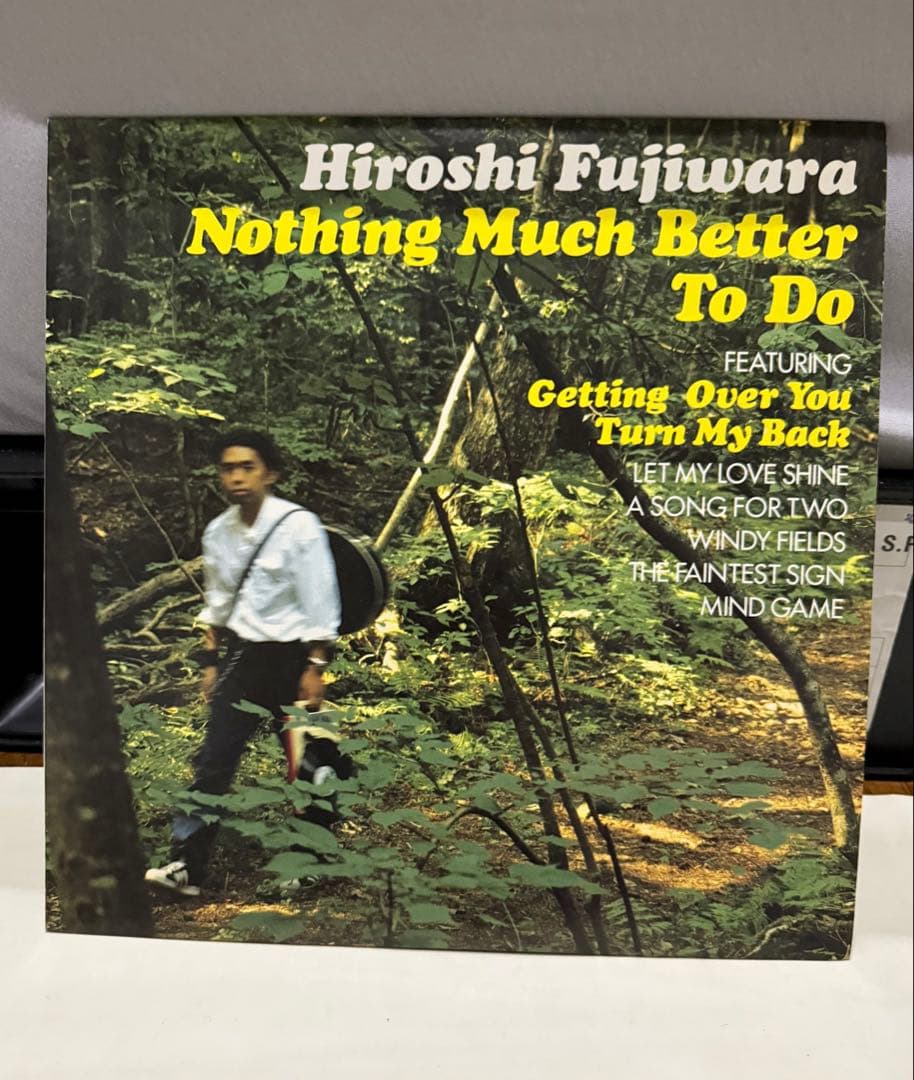 Hiroshi Fujiwara
Nothing Much Better
To Do
FEATURING
Getting Over You
Turn My Back
LET MY LOVE SHINE
A SONG FOR TWO
WINDY FIELDS
THE FAINTEST SIGN
MIND GAME